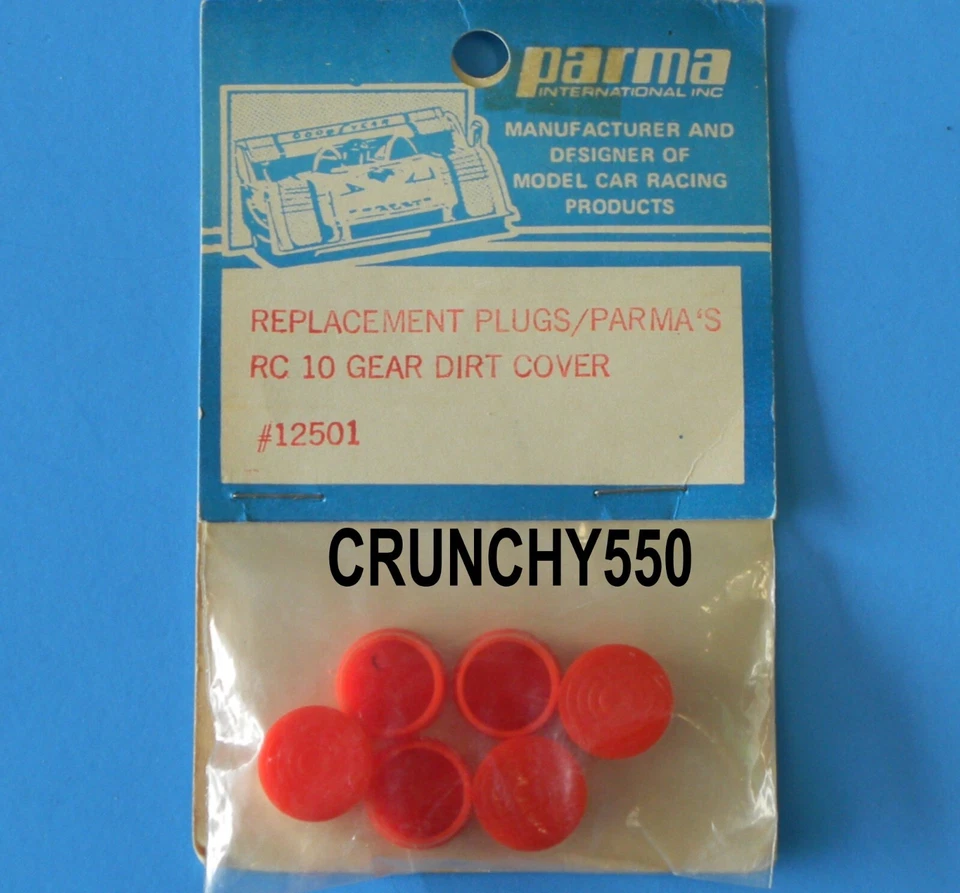 parma
INTERNATIONAL INC
MANUFACTURER AND
DESIGNER OF
MODEL CAR RACING
PRODUCTS
GOODYEAR
REPLACEMENT PLUGS/PARMA'S
RC 10 GEAR DIRT COVER
#12501
CRUNCHY550